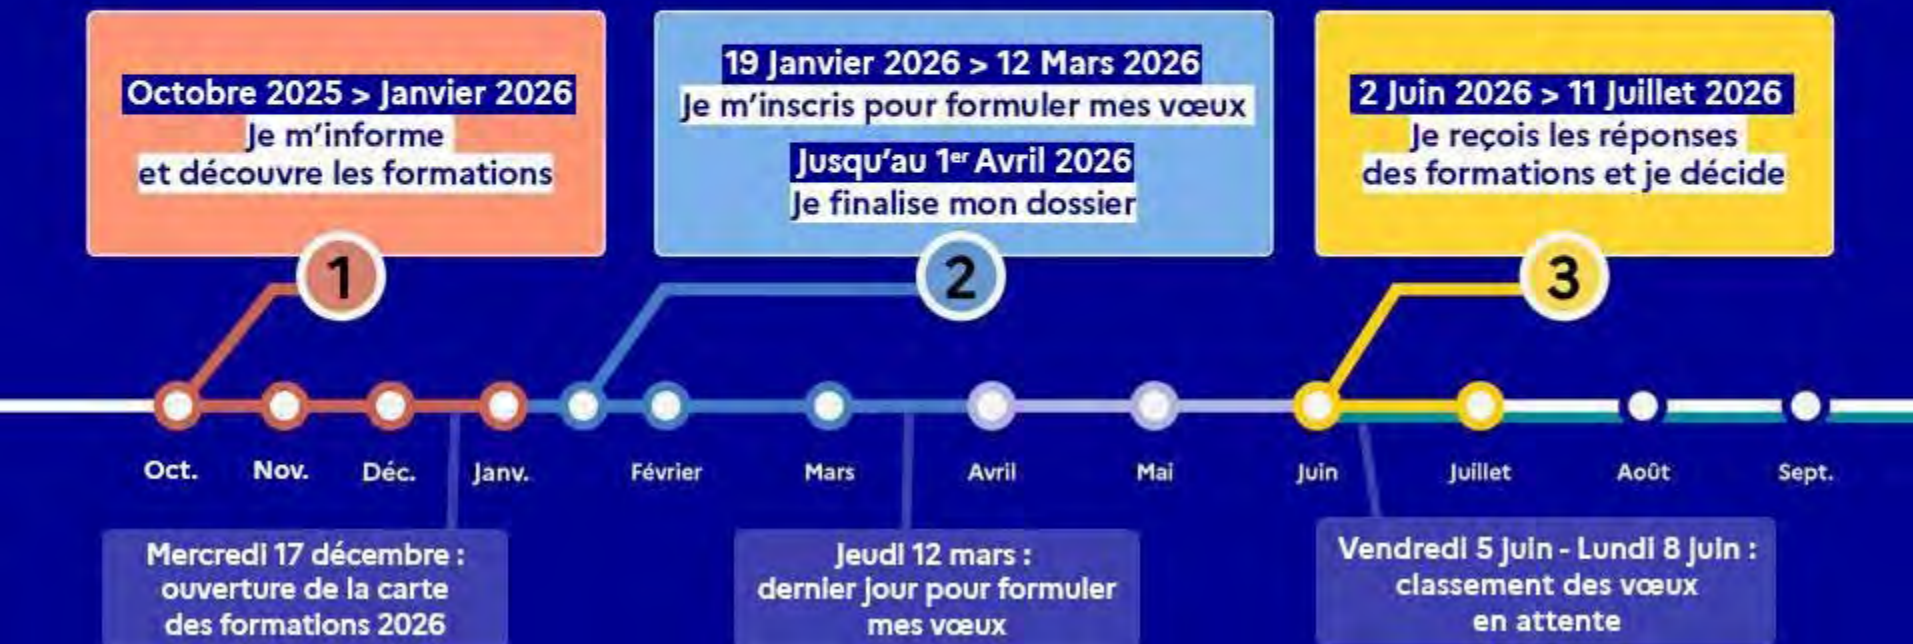 Octobre 2025 > Janvier 2026
Je m'informe
et découvre les formations
1
19 Janvier 2026 > 12 Mars 2026
Je m'inscris pour formuler mes vœux
Jusqu'au 1er Avril 2026
Je finalise mon dossier
2
2 Juin 2026 > 11 Juillet 2026
Je reçois les réponses
des formations et je décide
3
Oct.
Nov.
Déc.
Janv.
Février
Mars
Avril
Mai
Juin
Juillet
Août
Sept.
Mercredi 17 décembre :
ouverture de la carte
des formations 2026
Jeudi 12 mars :
dernier jour pour formuler
mes vœux
Vendredi 5 juin - Lundi 8 juin :
classement des vœux
en attente